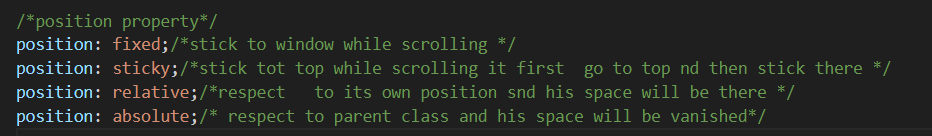 /*position property*/
position: fixed;/*stick to window while scrolling */
position: sticky;/*stick tot top while scrolling it first  go to top nd then stick there */
position: relative;/*respect   to its own position snd his space will be there */
position: absolute;/* respect to parent class and his space will be vanished*/